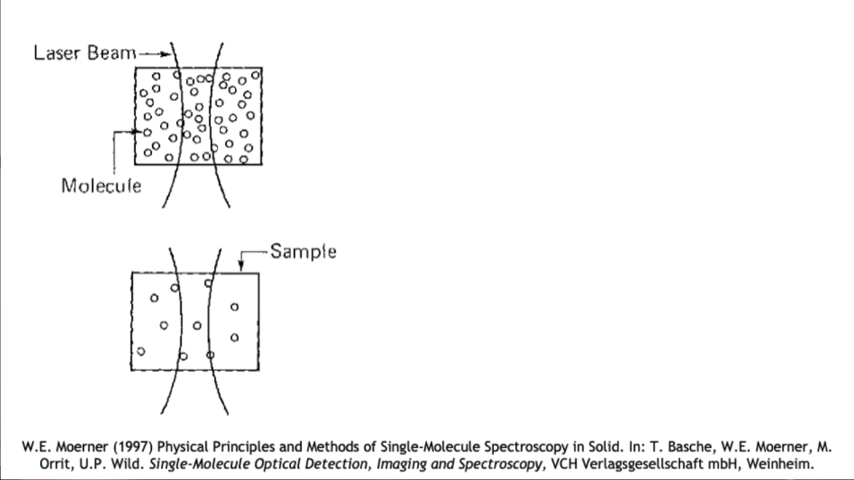 Laser Beam
Molecule
Sample
W.E. Moerner (1997) Physical Principles and Methods of Single-Molecule Spectroscopy in Solid. In: T. Basche, W.E. Moerner, M.
Orrit, U.P. Wild. Single-Molecule Optical Detection, Imaging and Spectroscopy, VCH Verlagsgesellschaft mbH, Weinheim.